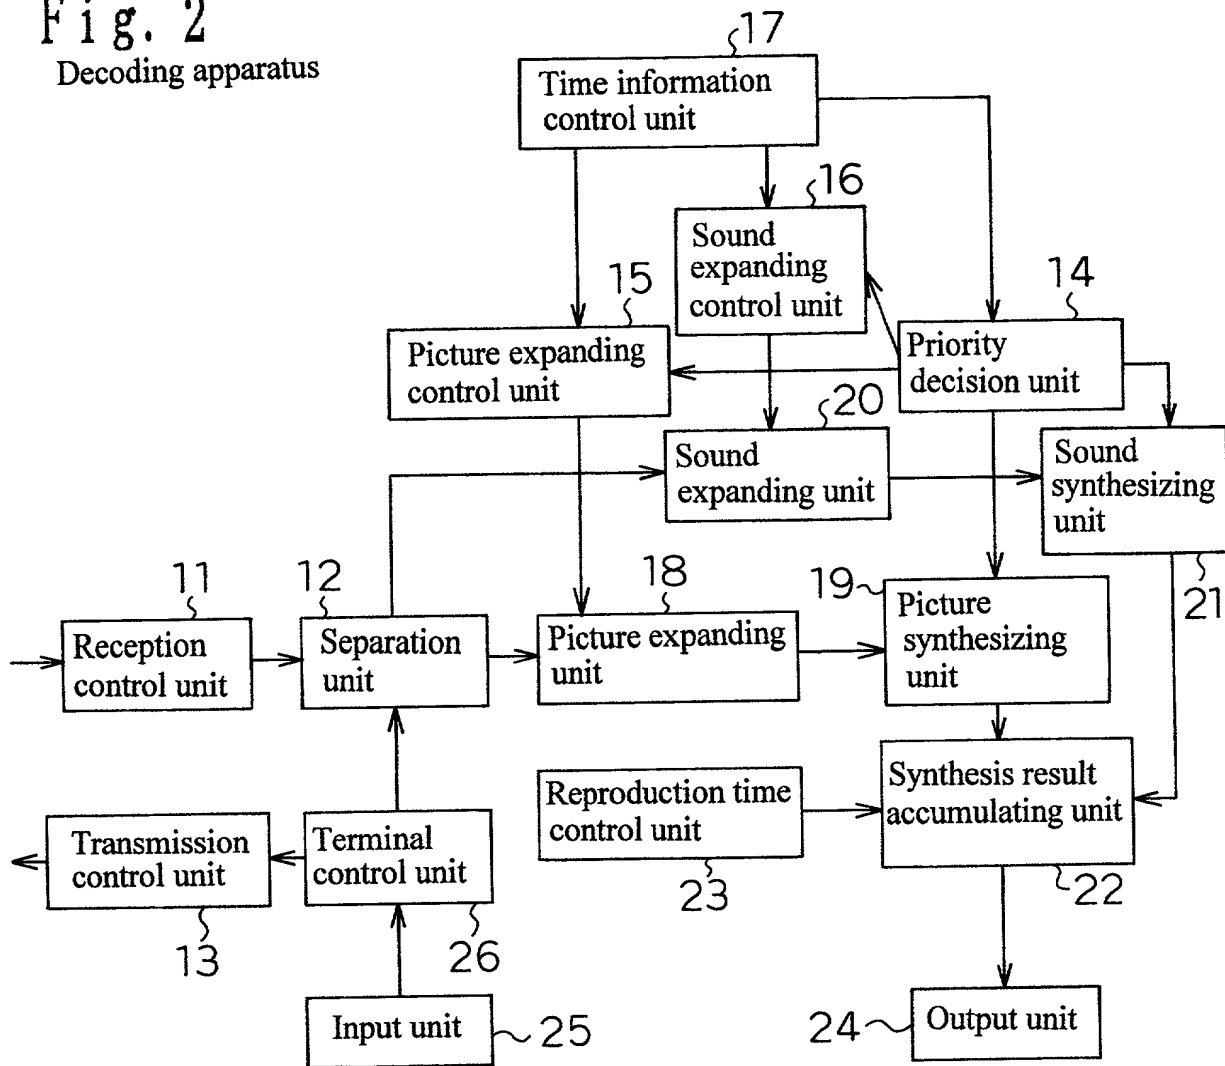 Fig. 2
Decoding apparatus
17
Time information
control unit
16
Sound
expanding
control unit
15
Picture expanding
control unit
14
Priority
decision unit
20
Sound
expanding unit
Sound
synthesizing
unit
21
11
Reception
control unit
12
Separation
unit
18
Picture expanding
unit
19
Picture
synthesizing
unit
Transmission
control unit
13
Terminal
control unit
26
Reproduction time
control unit
23
Synthesis result
accumulating unit
22
Input unit
25
24
Output unit